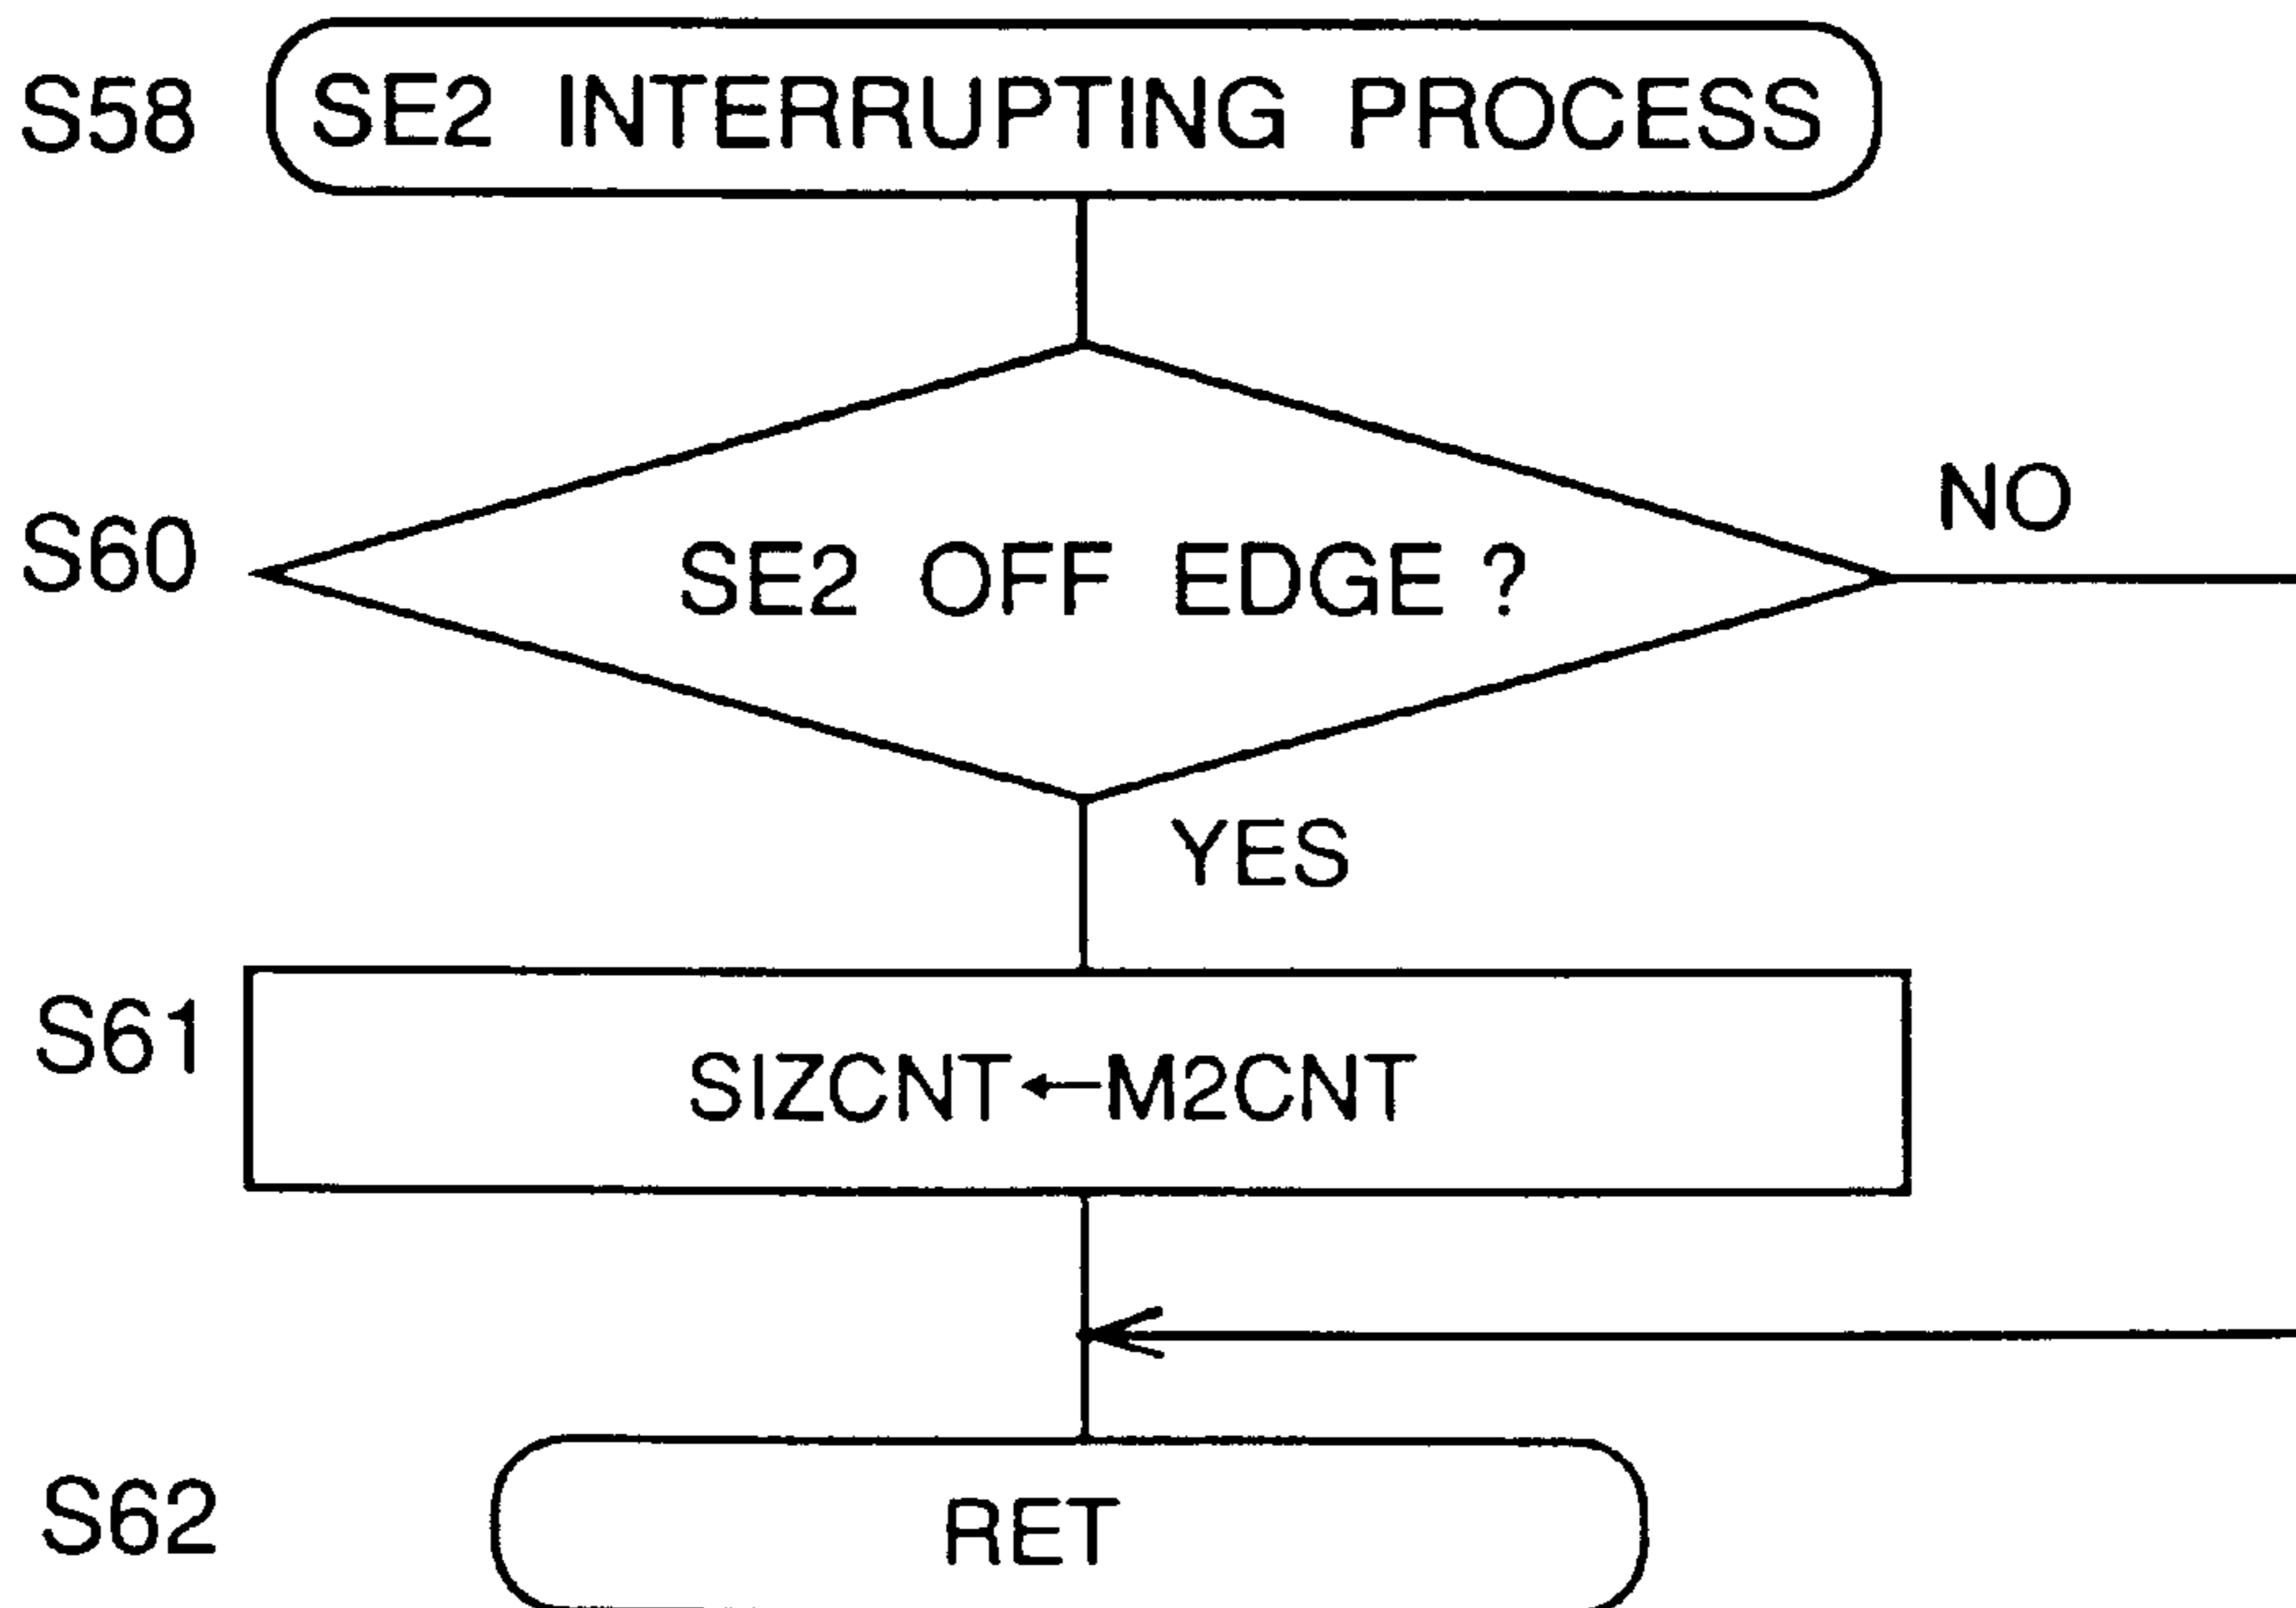 S58 SE2 INTERRUPTING PROCESS
NO
S60 SE2 OFF EDGE ?
YES
S61 SIZCNT←M2CNT
S62 RET